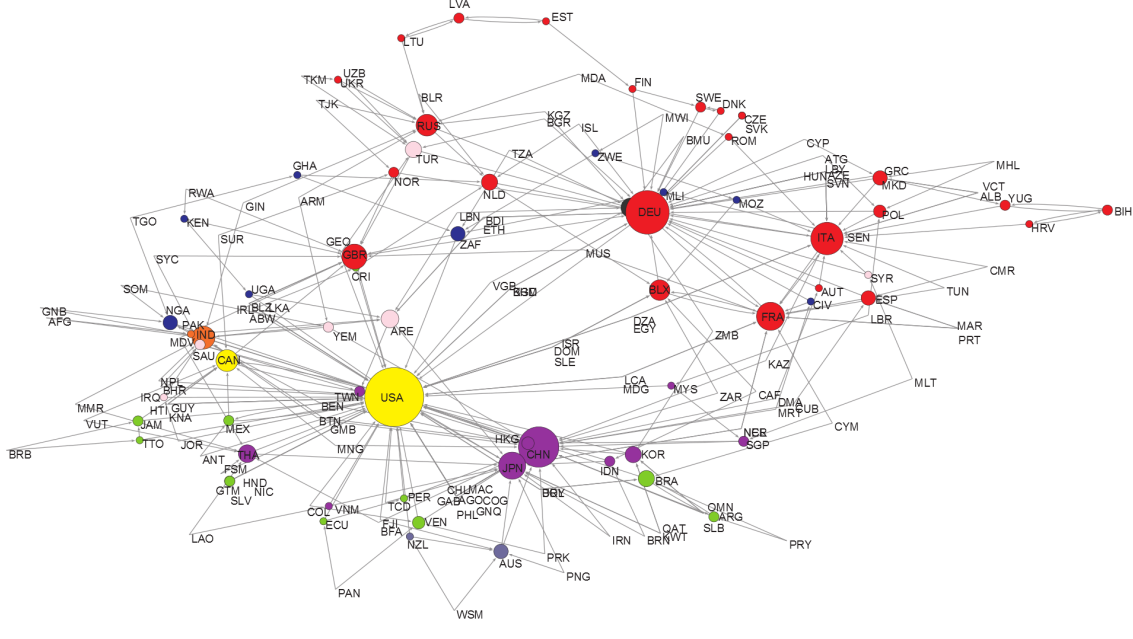 LVA
EST
LTU
UZB
TKM
UKR
MDA
FIN
BLR
SWE
DNK
TJK
RUS
KGZ
BGR
MWI
CZE
SVK
ISL
BMU
ROM
CYP
TUR
TZA
ZWE
ATG
LBY
HUN
AZE
SVN
GRC
MKD
MHL
GHA
NOR
NLD
MLI
MOZ
VCT
ALB
YUG
RWA
GIN
ARM
DEU
POL
BIH
TGO
KEN
LBN
BDI
ETH
HRV
SUR
GEO
ZAF
ITA
SEN
GBR
MUS
SYC
CRI
SYR
CMR
SOM
UGA
VGB
BLX
AUT
CIV
ESP
TUN
GNB
AFG
NGA
IRL
BLZ
LKA
ABW
PAK
ARE
DZA
EGY
FRA
LBR
MAR
PRT
IND
MDV
YEM
ZMB
SAU
CAN
ISR
DOM
SLE
KAZ
NPL
BHR
IRQ
TWN
USA
LCA
MDG
MYS
MLT
MMR
HTI
GUY
KNA
BEN
ZAR
CAF
DMA
MRT
CUB
VUT
JAM
MEX
BTN
GMB
CYM
BRB
TTO
JOR
MNG
HKG
CHN
SGP
ANT
THA
FSM
JPN
IDN
KOR
GTM
HND
NIC
SLV
BRA
PER
TCD
CHL
MAC
GAB
AGO
COG
GNQ
PHL
COL
VNM
ECU
FJI
BFA
VEN
OMN
ARG
SLB
LAO
NZL
IRN
BRN
QAT
KWT
PRY
AUS
PRK
PNG
PAN
WSM